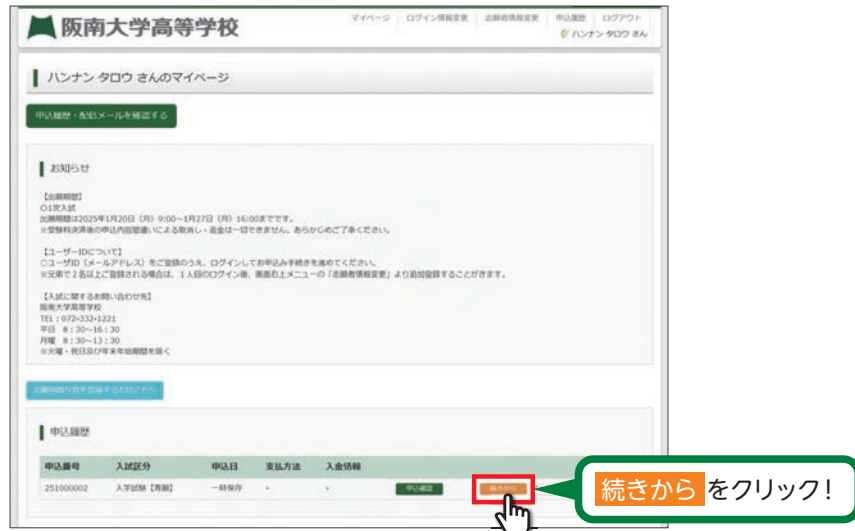 阪南大学高等学校
マイページ ログイン情報変更 志願者情報変更 申込履歴 ログアウト
ハンナン タロウ さん
ハンナン タロウ さんのマイページ
申込履歴・配信メールを確認する
お知らせ
【出願期間】
○1次入試
出願期間は2025年1月20日（月）9:00～1月27日（月）16:00までです。
※受験料決済後の申込内容間違いによる取消し・返金は一切できません。あらかじめご了承ください。
【ユーザーIDについて】
○ユーザID（メールアドレス）をご登録のうえ、ログインしてお申込み手続きを進めてください。
※兄弟で２名以上ご登録される場合は、１人目のログイン後、画面右上メニューの「志願者情報変更」より追加登録することができます。
【入試に関するお問い合わせ先】
阪南大学高等学校
TEL：072-332-1221
平日 8：30～16：30
月曜 8：30～13：30
※火曜・祝日及び年末年始期間を除く
申込履歴
申込番号 入試区分 申込日 支払方法 入金情報
251000002 入学試験【専願】 一時保存 - - 申込確認 続きから
続きから をクリック！